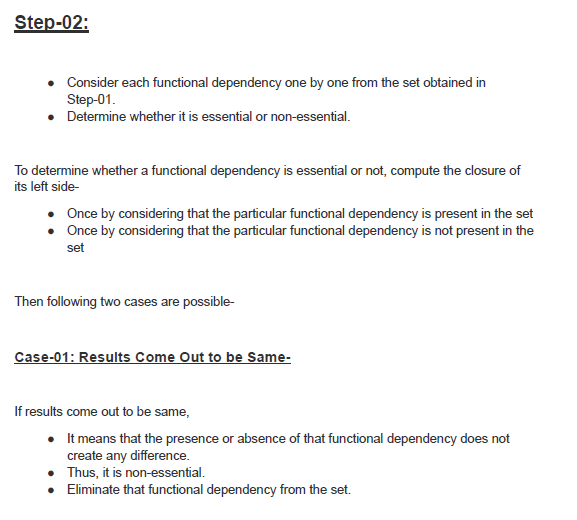 Step-02:
● Consider each functional dependency one by one from the set obtained in
Step-01.
● Determine whether it is essential or non-essential.
To determine whether a functional dependency is essential or not, compute the closure of
its left side-
● Once by considering that the particular functional dependency is present in the set
● Once by considering that the particular functional dependency is not present in the
set
Then following two cases are possible-
Case-01: Results Come Out to be Same-
If results come out to be same,
● It means that the presence or absence of that functional dependency does not
create any difference.
● Thus, it is non-essential.
● Eliminate that functional dependency from the set.